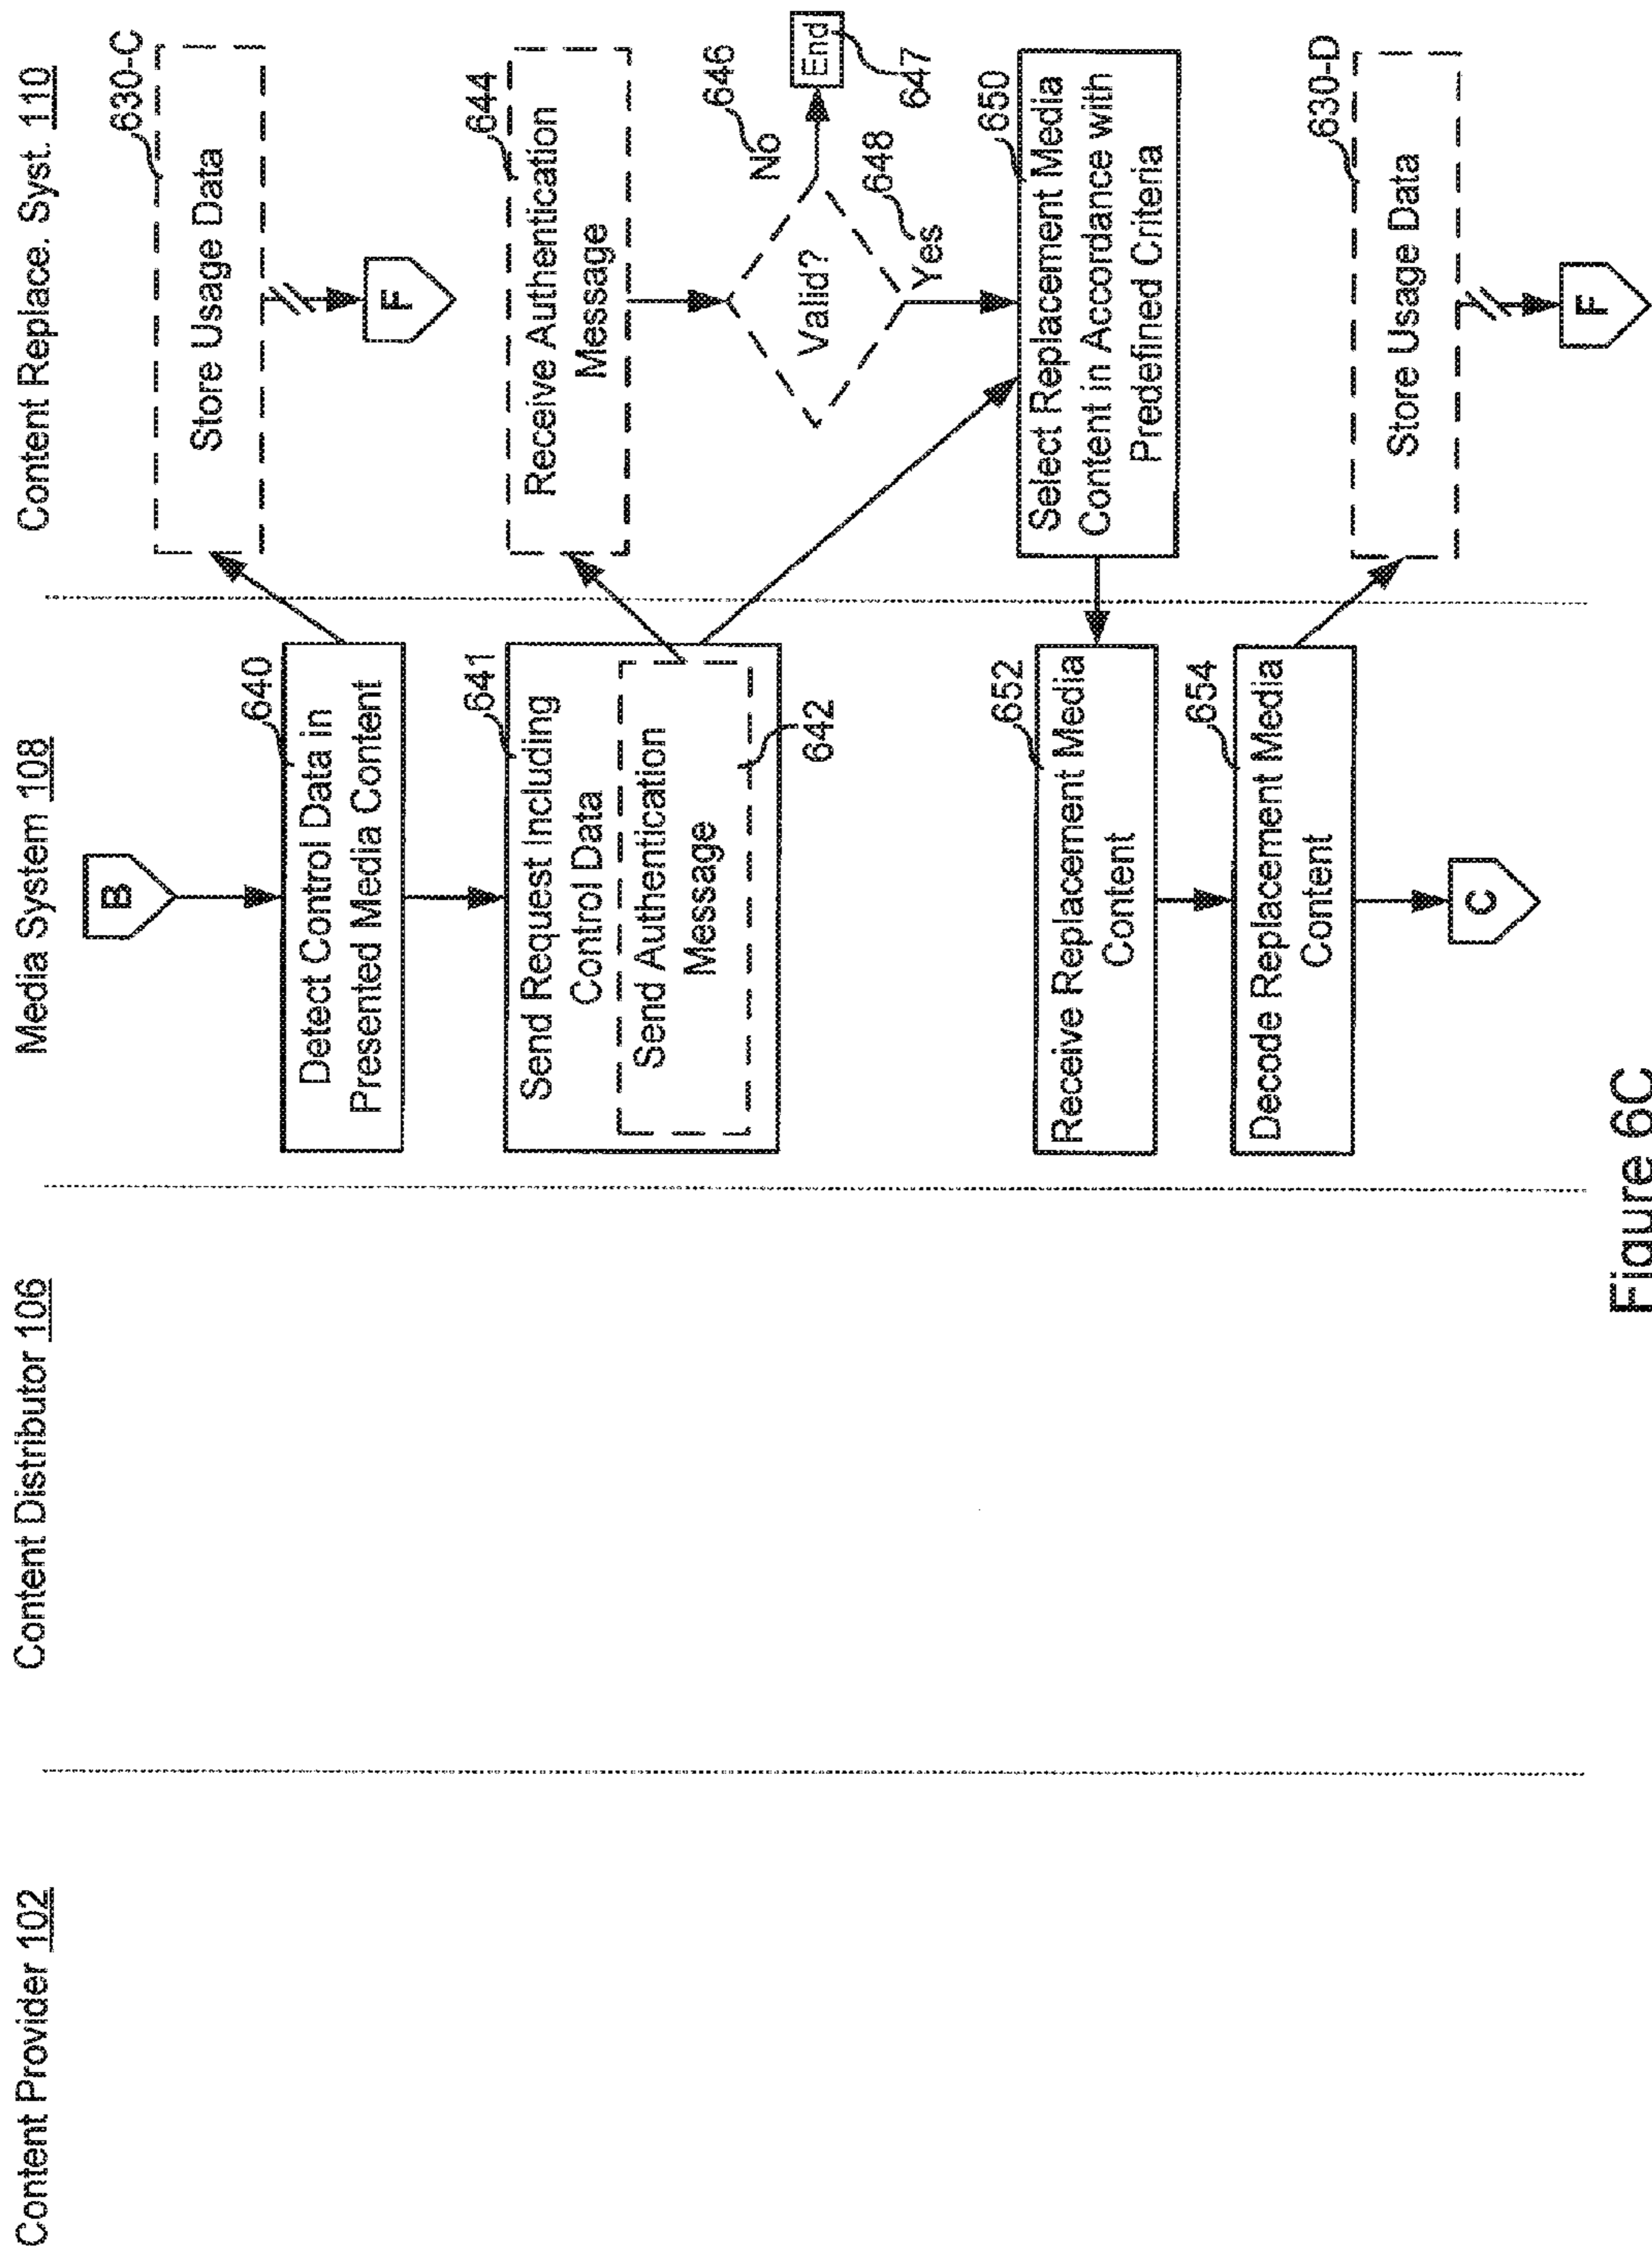 Content Provider 102
Content Distributor 106
Media System 108
Content Replace. Syst. 110
B
640
Detect Control Data in
Presented Media Content
630-C
Store Usage Data
F
641
Send Request Including
Control Data
Send Authentication
Message
642
644
Receive Authentication
Message
Valid?
No
646
End
647
Yes
648
650
Select Replacement Media
Content in Accordance with
Predefined Criteria
652
Receive Replacement Media
Content
654
Decode Replacement Media
Content
C
630-D
Store Usage Data
F
Figure 6C